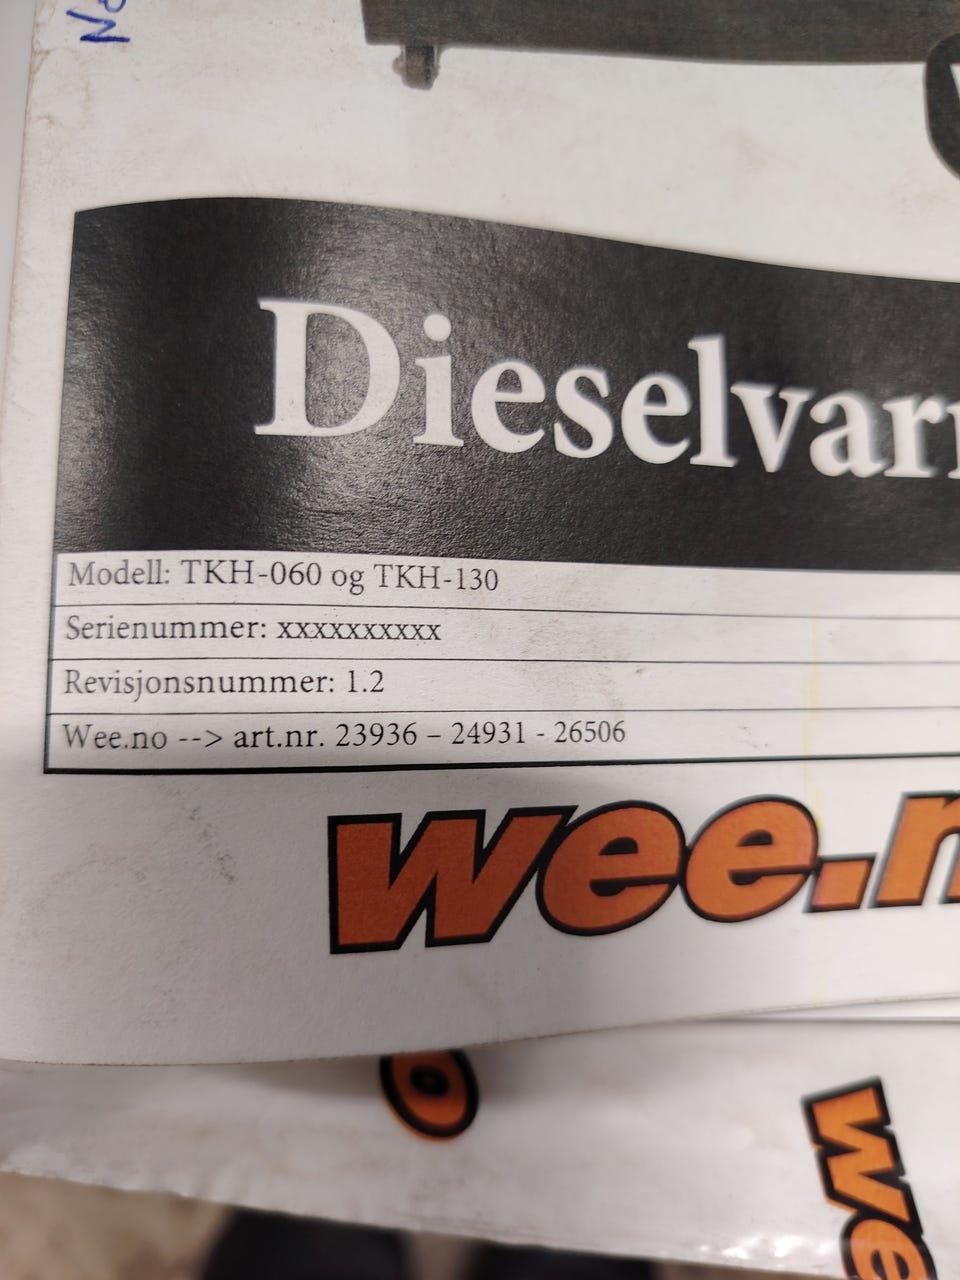 Dieselvar
Modell: TKH-060 og TKH-130
Serienummer: xxxxxxxxxx
Revisjonsnummer: 1.2
Wee.no --> art.nr. 23936 – 24931 - 26506
wee.n
o
we